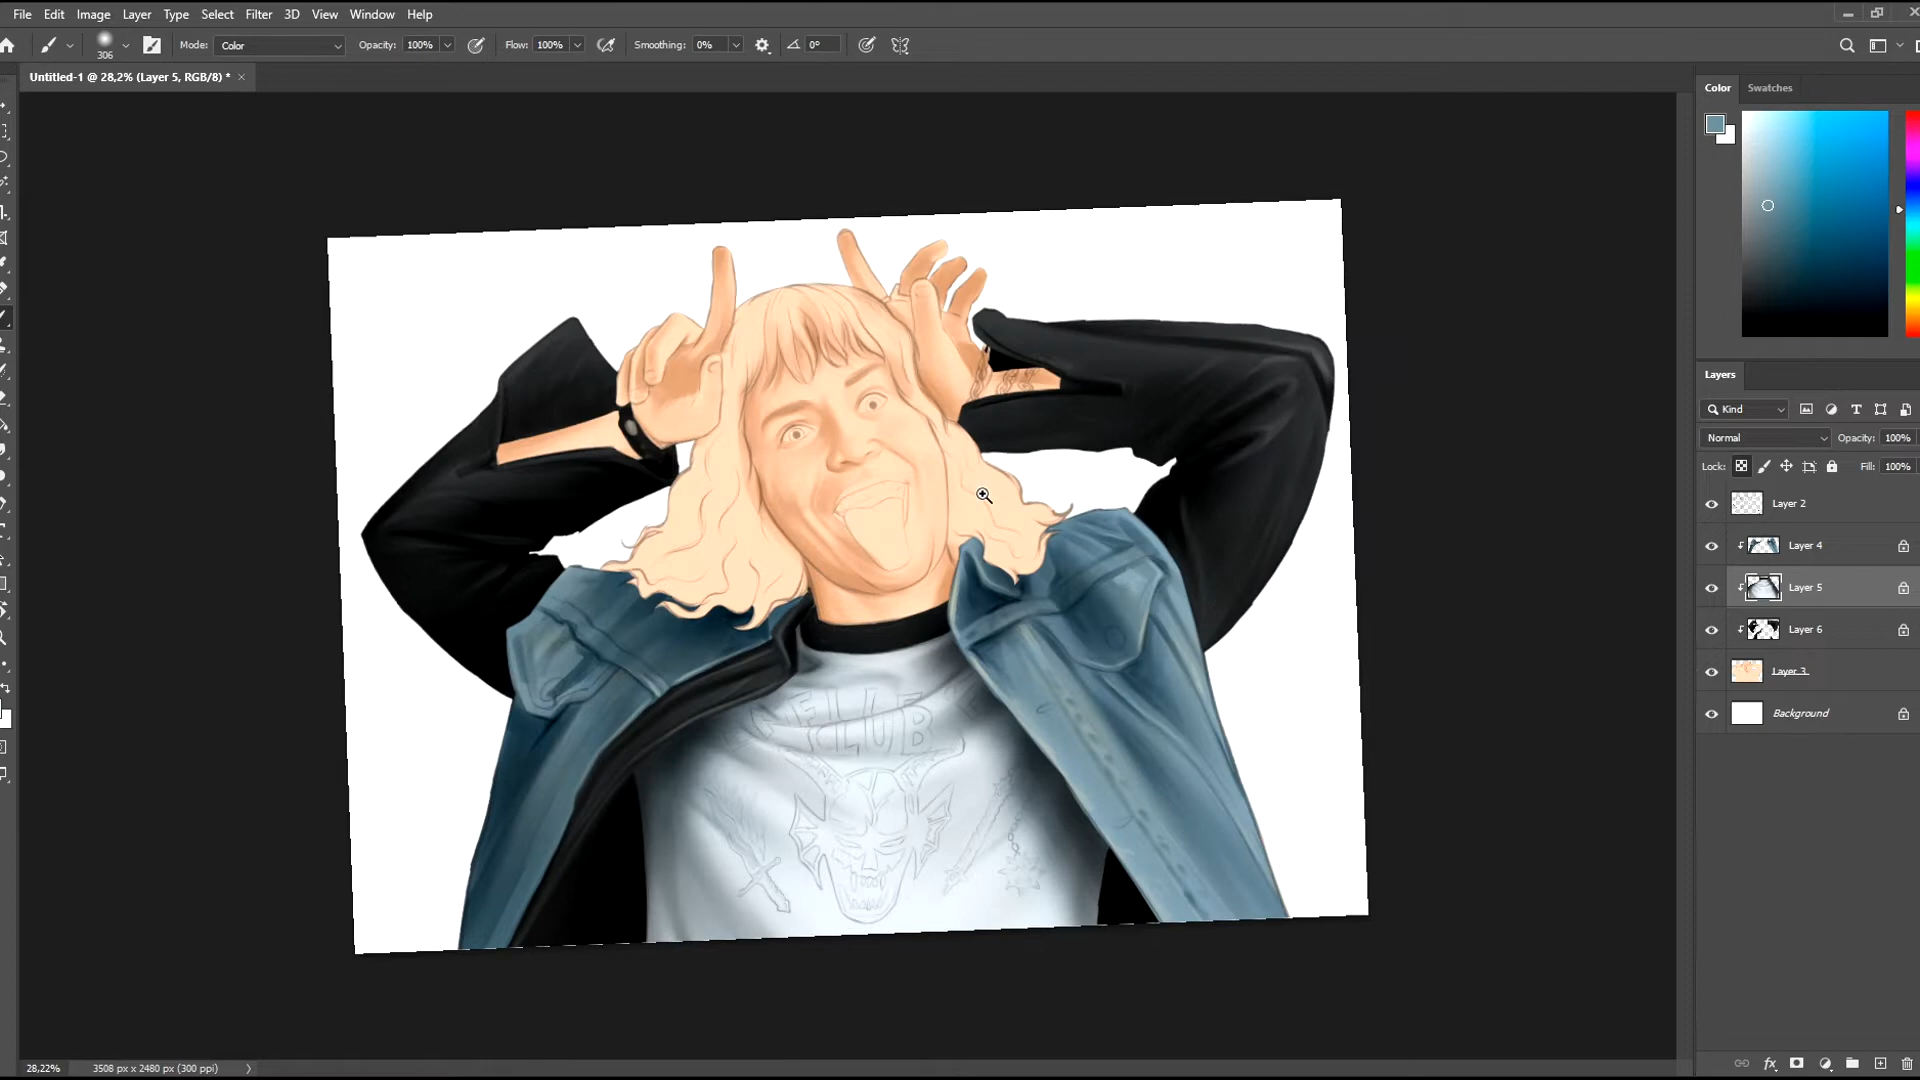 File Edit Image Layer Type Select Filter 3D View Window Help
306 Mode: Color Opacity: 100% Flow: 100% Smoothing: 0% 0°
Untitled-1 @ 28,2% (Layer 5, RGB/8) * ×
Color Swatches
Layers
Kind
Normal Opacity: 100%
Lock: Fill: 100%
Layer 2
Layer 4
Layer 5
Layer 6
Layer 3
Background
CLUB
28,22% 3508 px x 2480 px (300 ppi)